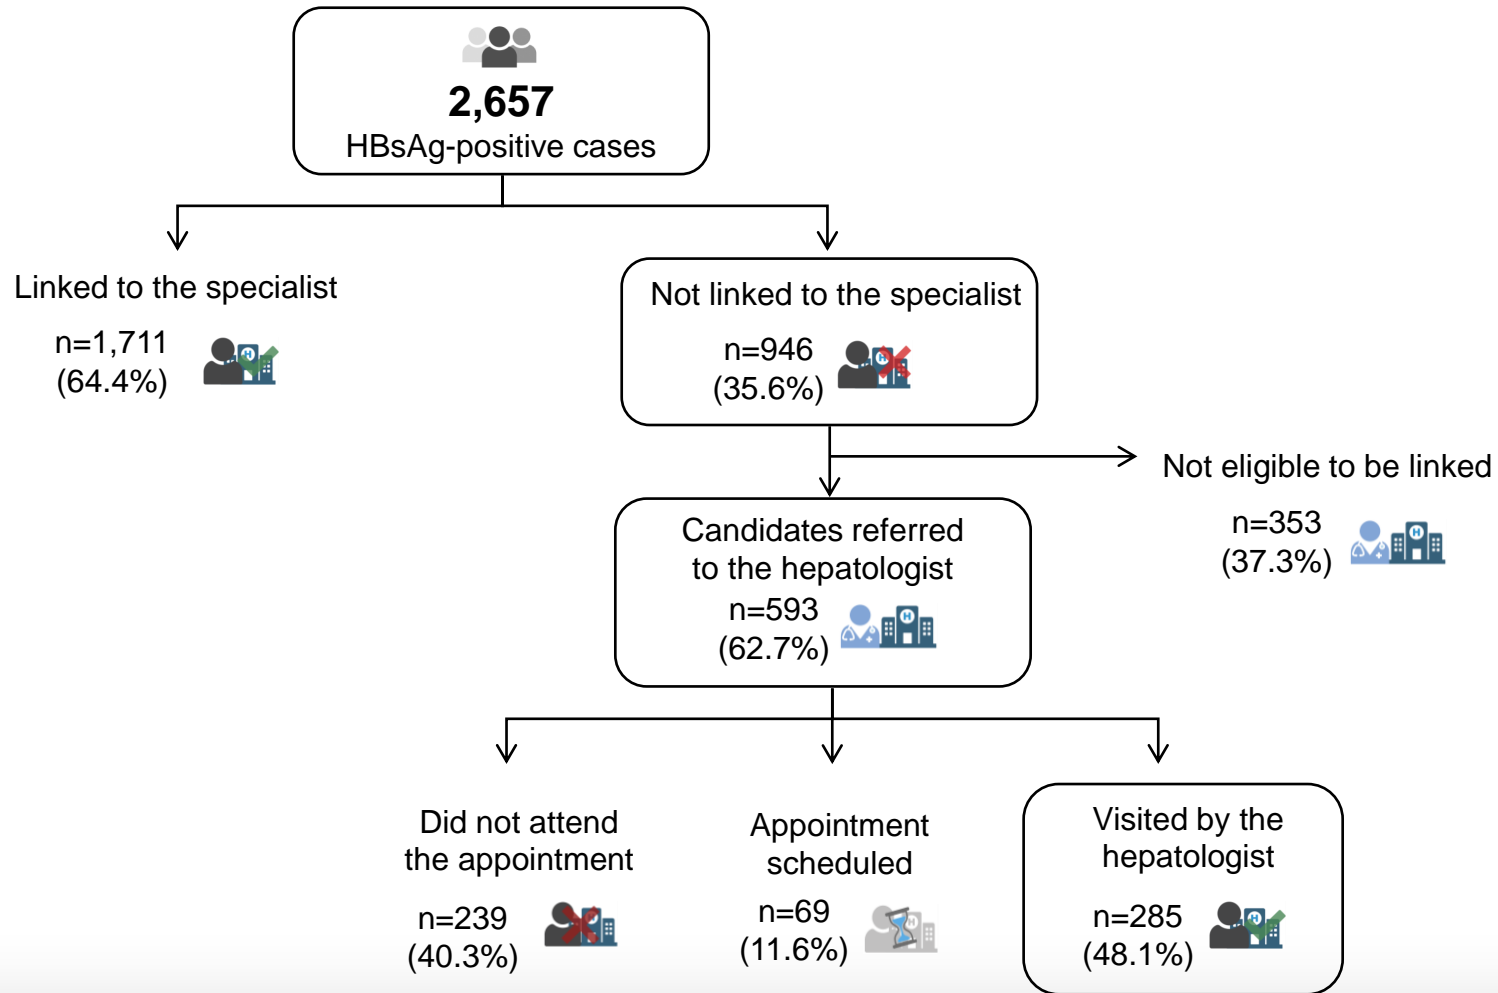 2,657
HBsAg-positive cases
Linked to the specialist
n=1,711
(64.4%)
Not linked to the specialist
n=946
(35.6%)
Not eligible to be linked
n=353
(37.3%)
Candidates referred
to the hepatologist
n=593
(62.7%)
Did not attend
the appointment
n=239
(40.3%)
Appointment
scheduled
n=69
(11.6%)
Visited by the
hepatologist
n=285
(48.1%)